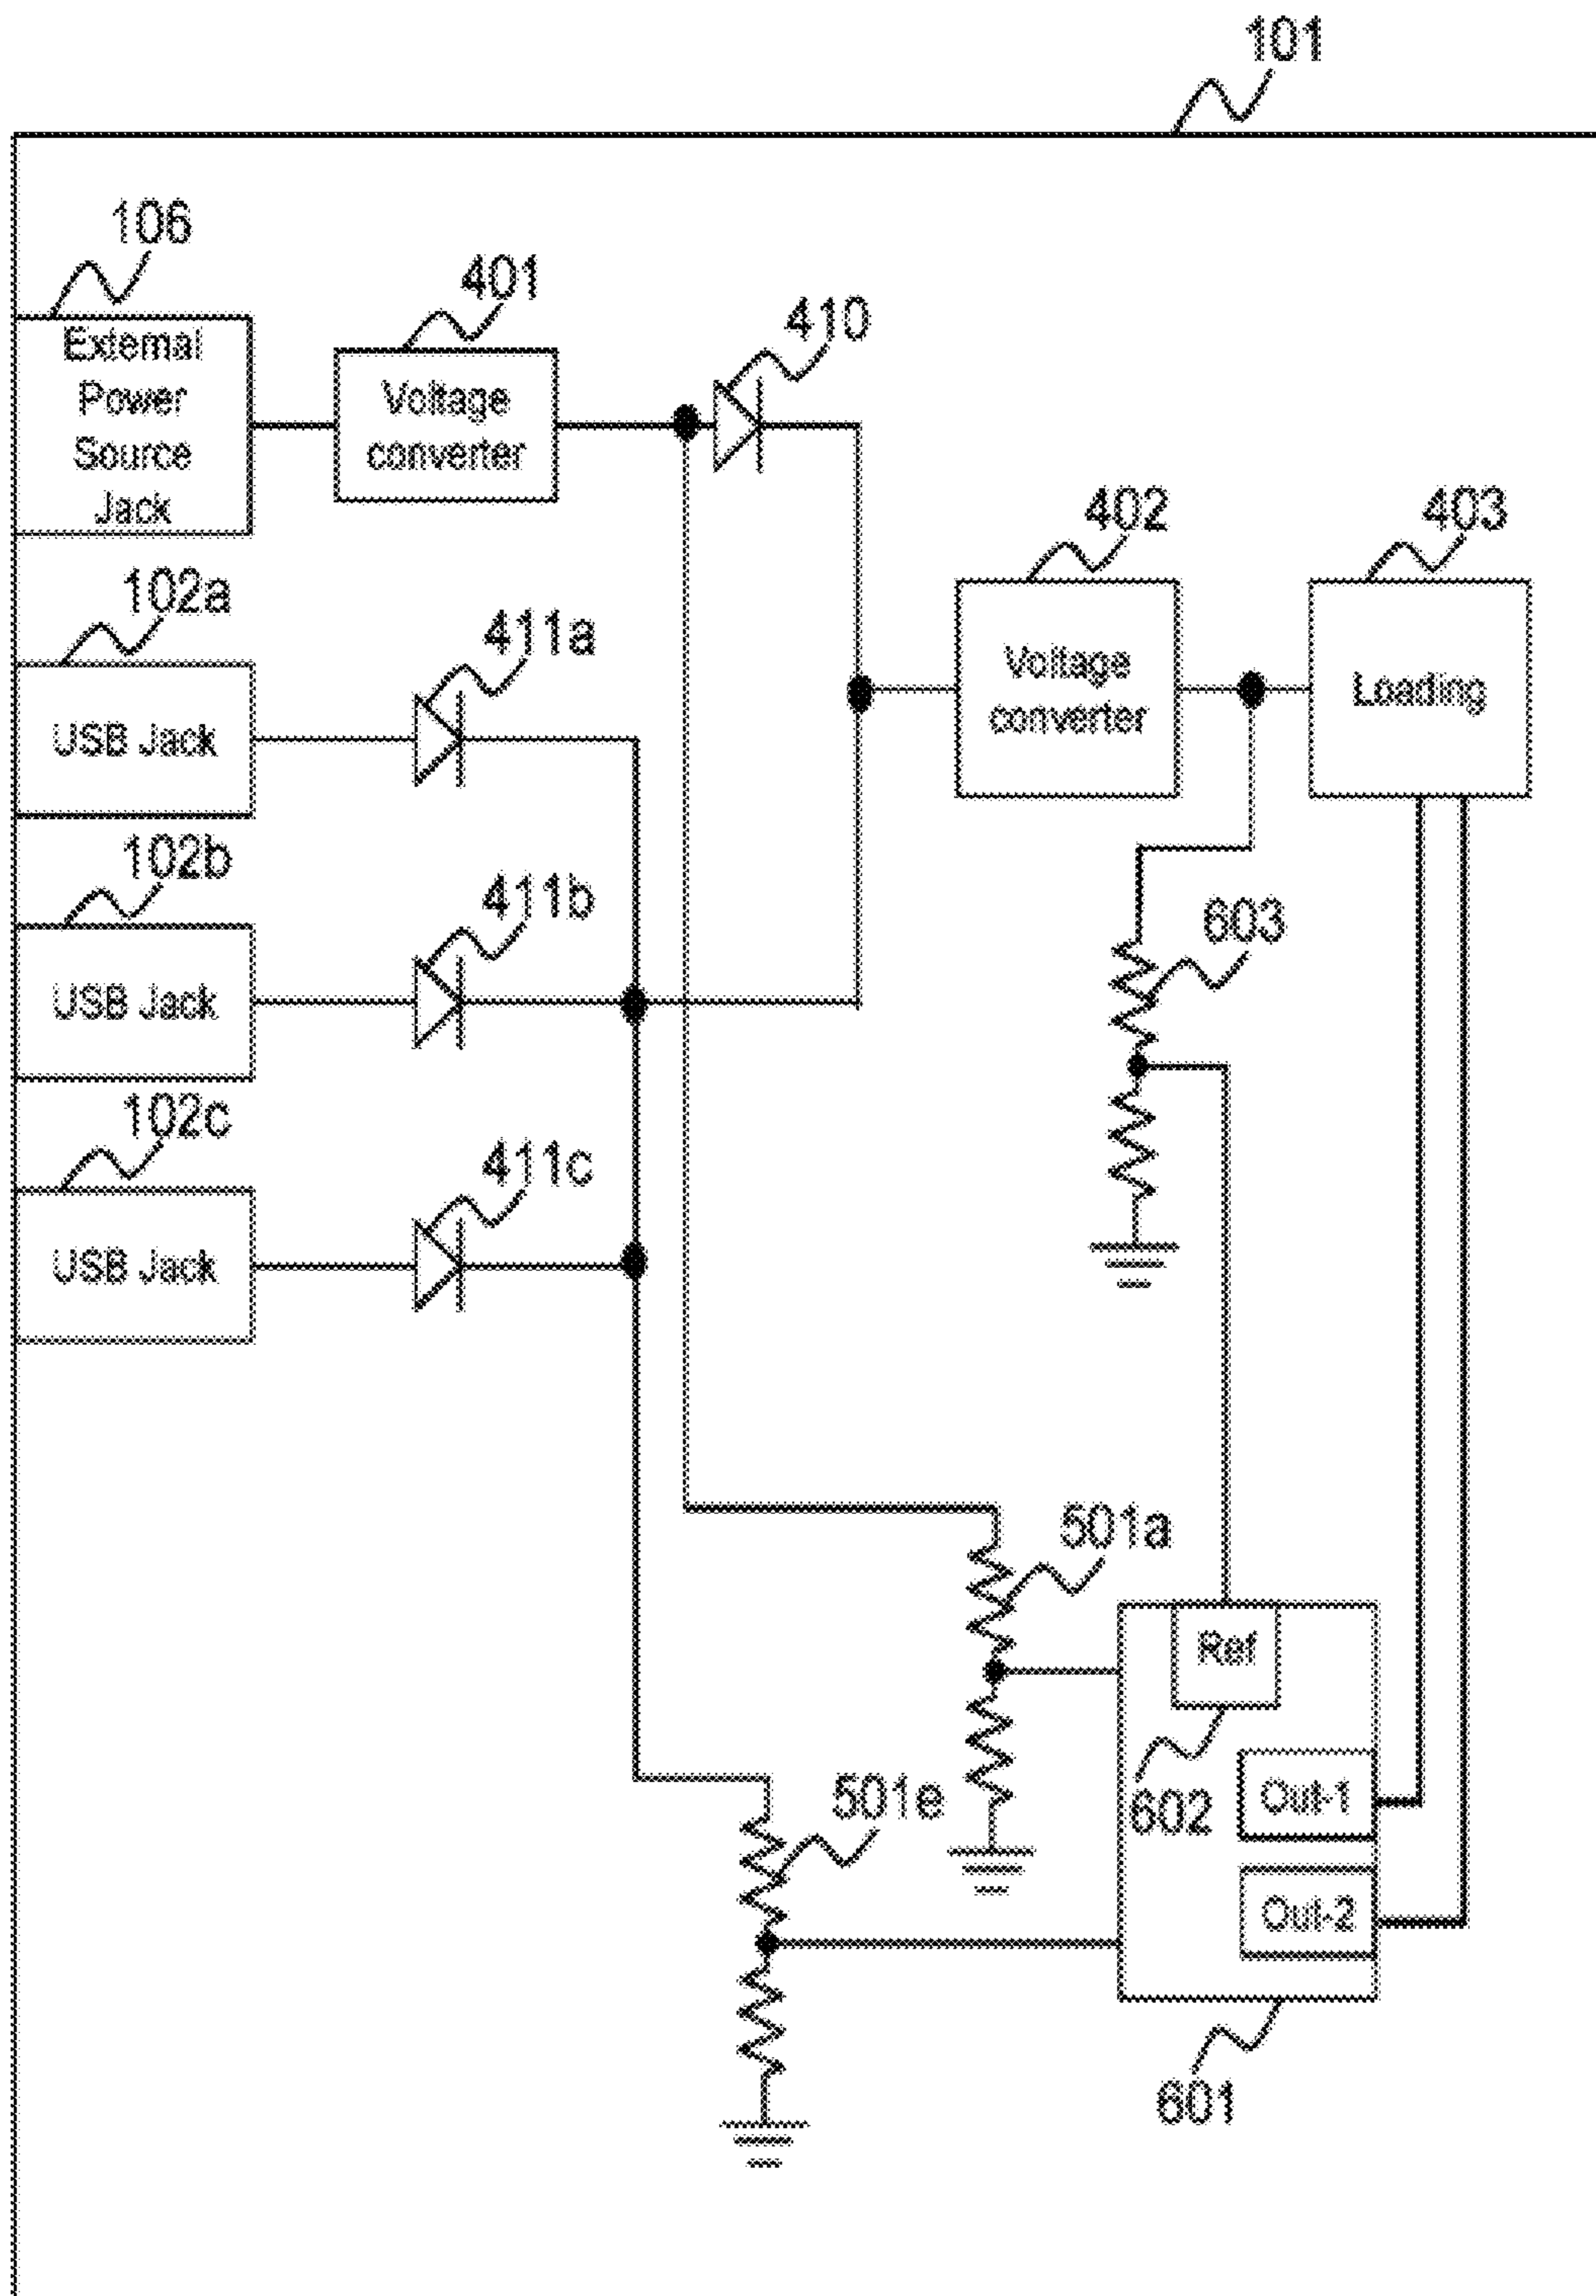 101
106
External
Power
Source
Jack
401
Voltage
converter
410
402
Voltage
converter
403
Loading
102a
USB Jack
411a
102b
USB Jack
411b
603
102c
USB Jack
411c
501a
Ref
602
Out-1
501e
Out-2
601